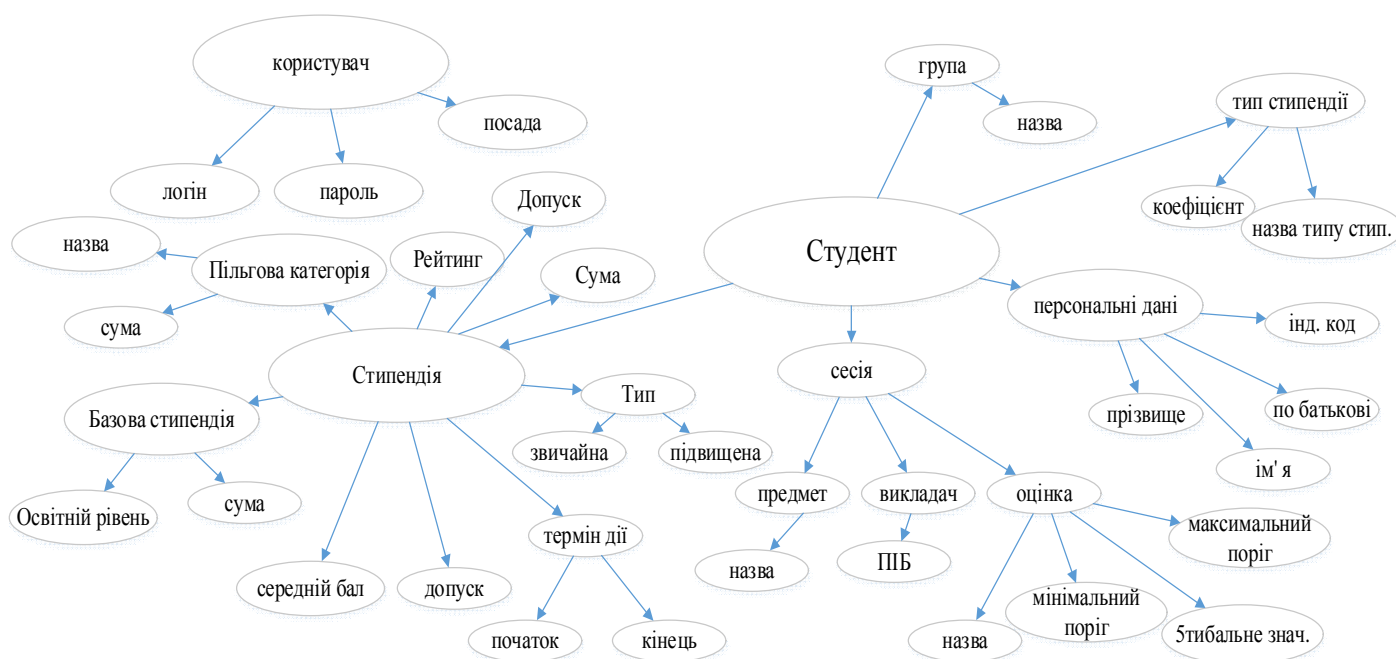 користувач
група
тип стипендії
посада
назва
логін
пароль
Допуск
коефіцієнт
назва типу стип.
назва
Пільгова категорія
Рейтинг
Сума
Студент
персональні дані
інд. код
сума
Стипендія
сесія
Тип
Базова стипендія
прізвище
по батькові
звичайна
підвищена
ім' я
Освітній рівень
сума
предмет
викладач
оцінка
термін дії
максимальний
поріг
назва
ПІБ
середній бал
допуск
мінімальний
поріг
початок
кінець
назва
5тибальне знач.